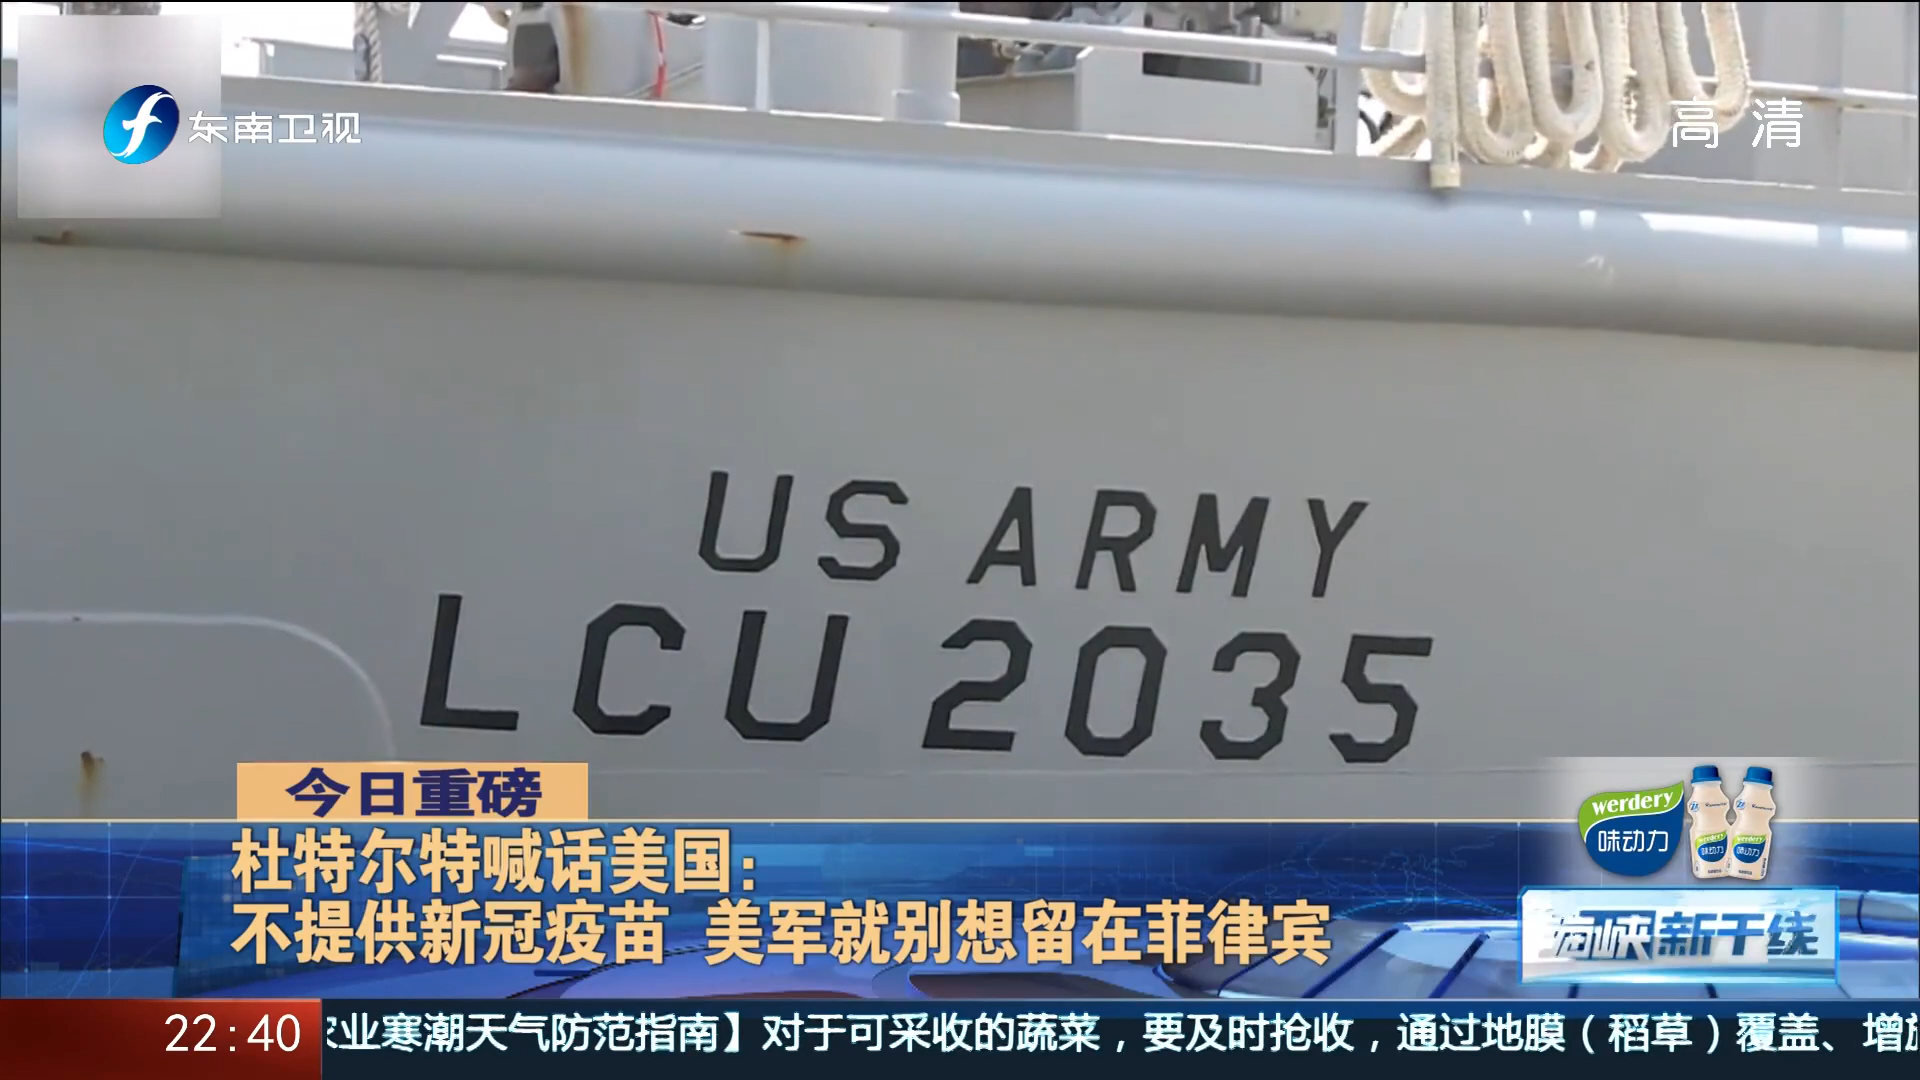 东南卫视
高清
US ARMY
LCU 2035
今日重磅
杜特尔特喊话美国：
不提供新冠疫苗 美军就别想留在菲律宾
werdery
味动力
海峡新干线
22:40
农业寒潮天气防范指南】对于可采收的蔬菜，要及时抢收，通过地膜（稻草）覆盖、增施